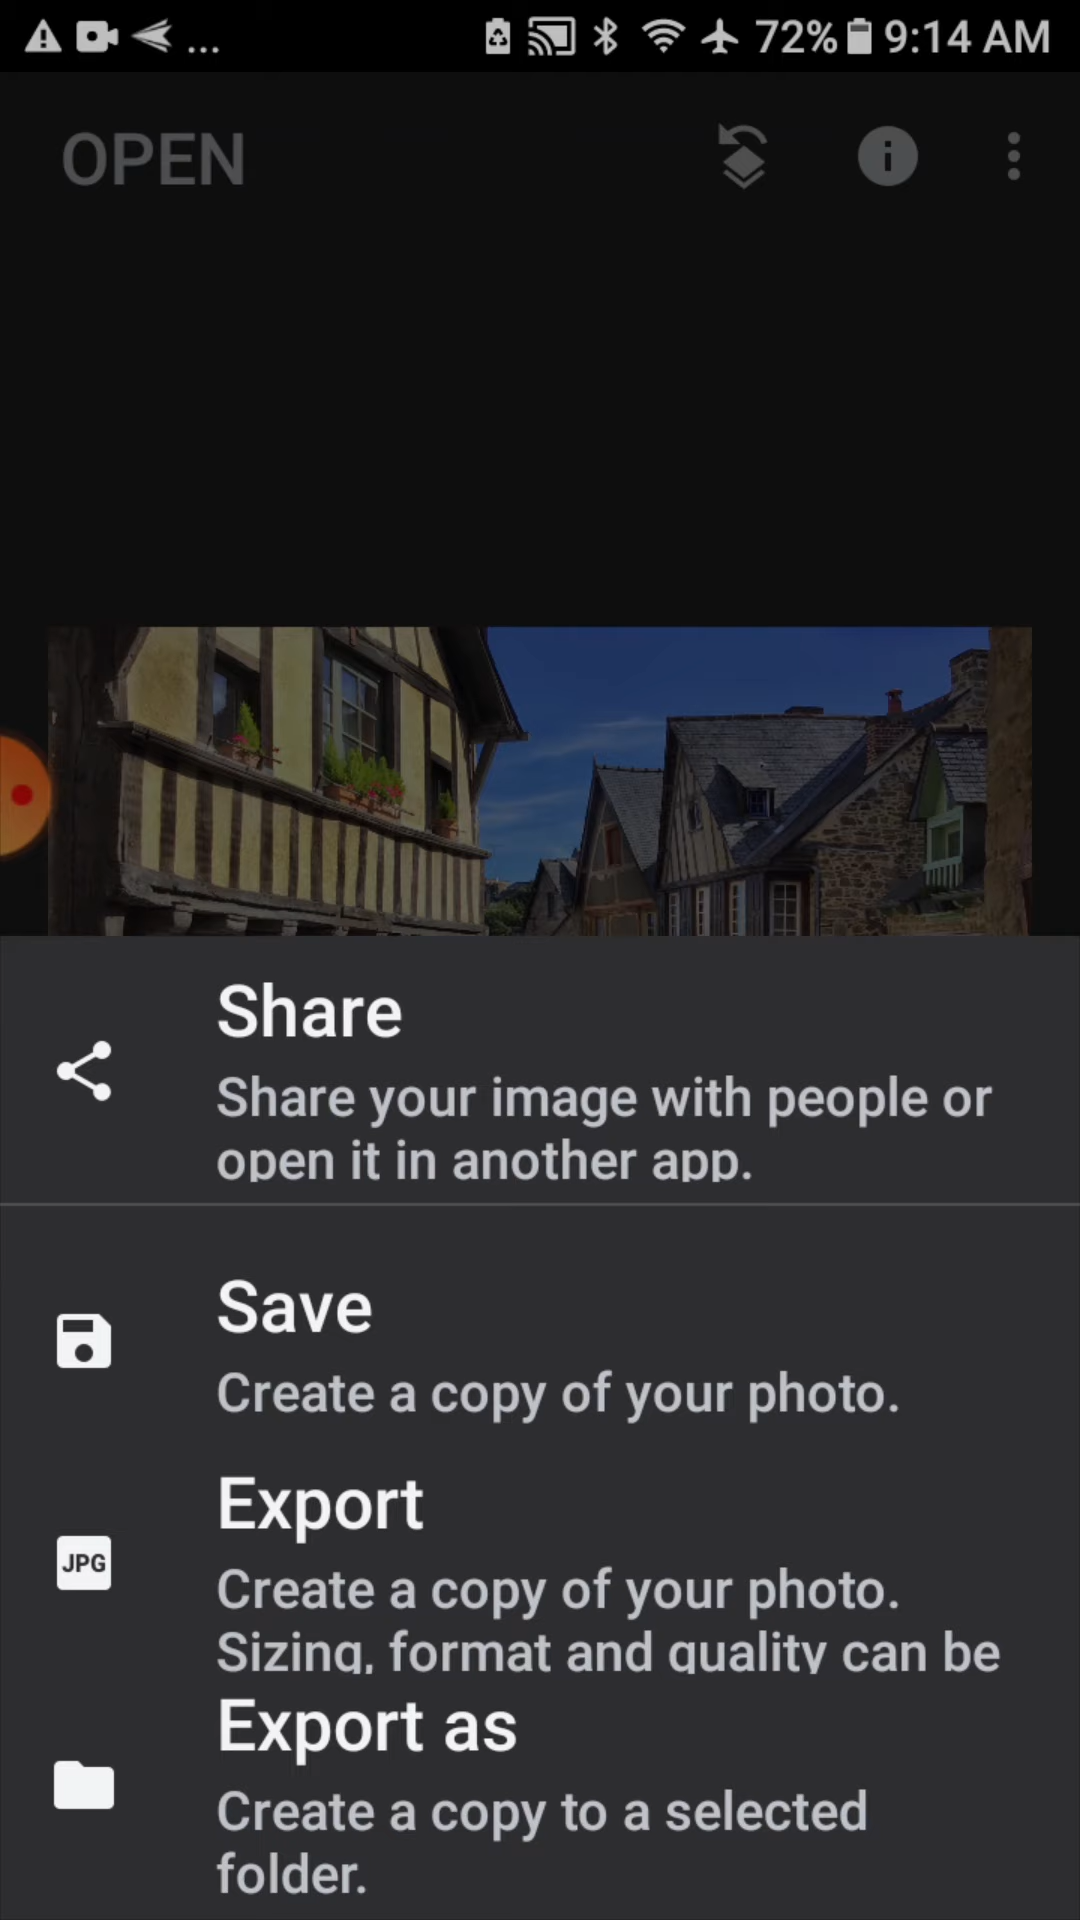 ... 72% 9:14 AM
OPEN
Share
Share your image with people or
open it in another app.
Save
Create a copy of your photo.
Export
JPG
Create a copy of your photo.
Sizing, format and quality can be
Export as
Create a copy to a selected
folder.